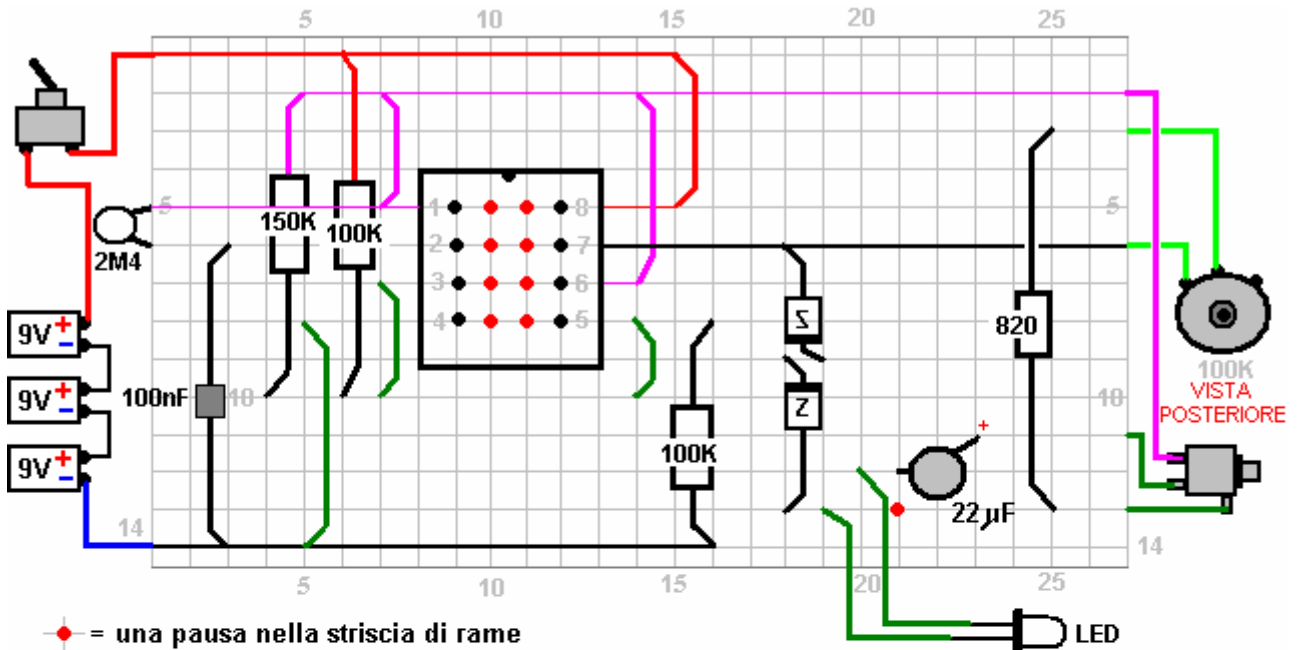 5 10 15 20 25
150K
100K
5 1 8 5
2 7
2M4
3 6
4 5
9V + -
820
100K
VISTA
POSTERIORE
9V + -
100nF 10 10
+
9V + -
100K
22 µF
14 14
5 10 15 20 25
= una pausa nella striscia di rame
LED
Z
Z